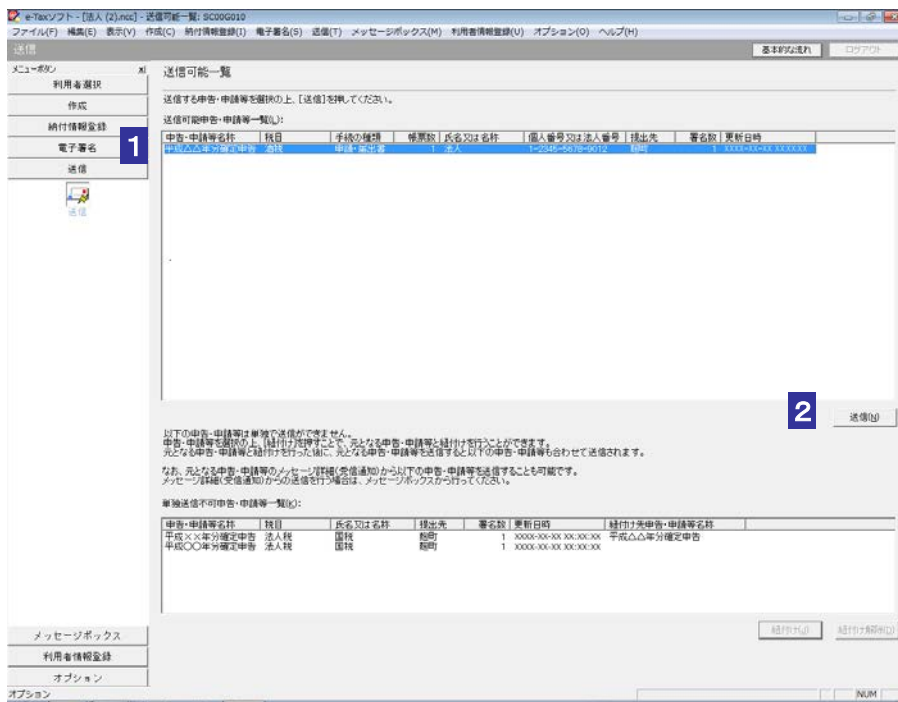 e-Taxソフト - [法人 (2).ncc] - [送信可能一覧: SC00G010
ファイル(F) 編集(E) 表示(V) 作成(C) 納付情報登録(I) 電子署名(S) 送信(T) メッセージボックス(M) 利用者情報登録(U) オプション(O) ヘルプ(H)
送信 基本的な流れ ログアウト
メニューボタン x
利用者選択
作成
納付情報登録
電子署名
送信
送信
メッセージボックス
利用者情報登録
オプション
送信可能一覧
送信する申告・申請等を選択の上、[送信]を押してください。
送信可能申告・申請等一覧(L):
申告・申請等名称 税目 手続の種類 帳票数 氏名又は名称 個人番号又は法人番号 提出先 署名数 更新日時
1
平成△△年分確定申告 酒税 申請・届出書 1 法人 1-2345-5678-9012 麹町 1 XXXX-XX-XX XX:XX:XX
2 送信(N)
以下の申告・申請等は単独で送信ができません。
申告・申請等を選択の上、[紐付け]を押すことで、元となる申告・申請等と紐付けを行うことができます。
元となる申告・申請等と紐付けを行った後に、元となる申告・申請等を送信すると以下の申告・申請等も合わせて送信されます。
なお、元となる申告・申請等のメッセージ詳細(受信通知)から以下の申告・申請等を送信することも可能です。
メッセージ詳細(受信通知)からの送信を行う場合は、メッセージボックスから行ってください。
単独送信不可申告・申請等一覧(K):
申告・申請等名称 税目 氏名又は名称 提出先 署名数 更新日時 紐付け先申告・申請等名称
平成××年分確定申告 法人税 国税 麹町 1 XXXX-XX-XX XX:XX:XX 平成△△年分確定申告
平成〇〇年分確定申告 法人税 国税 麹町 1 XXXX-XX-XX XX:XX:XX
紐付け(J) 紐付け解除(D)
オプション NUM